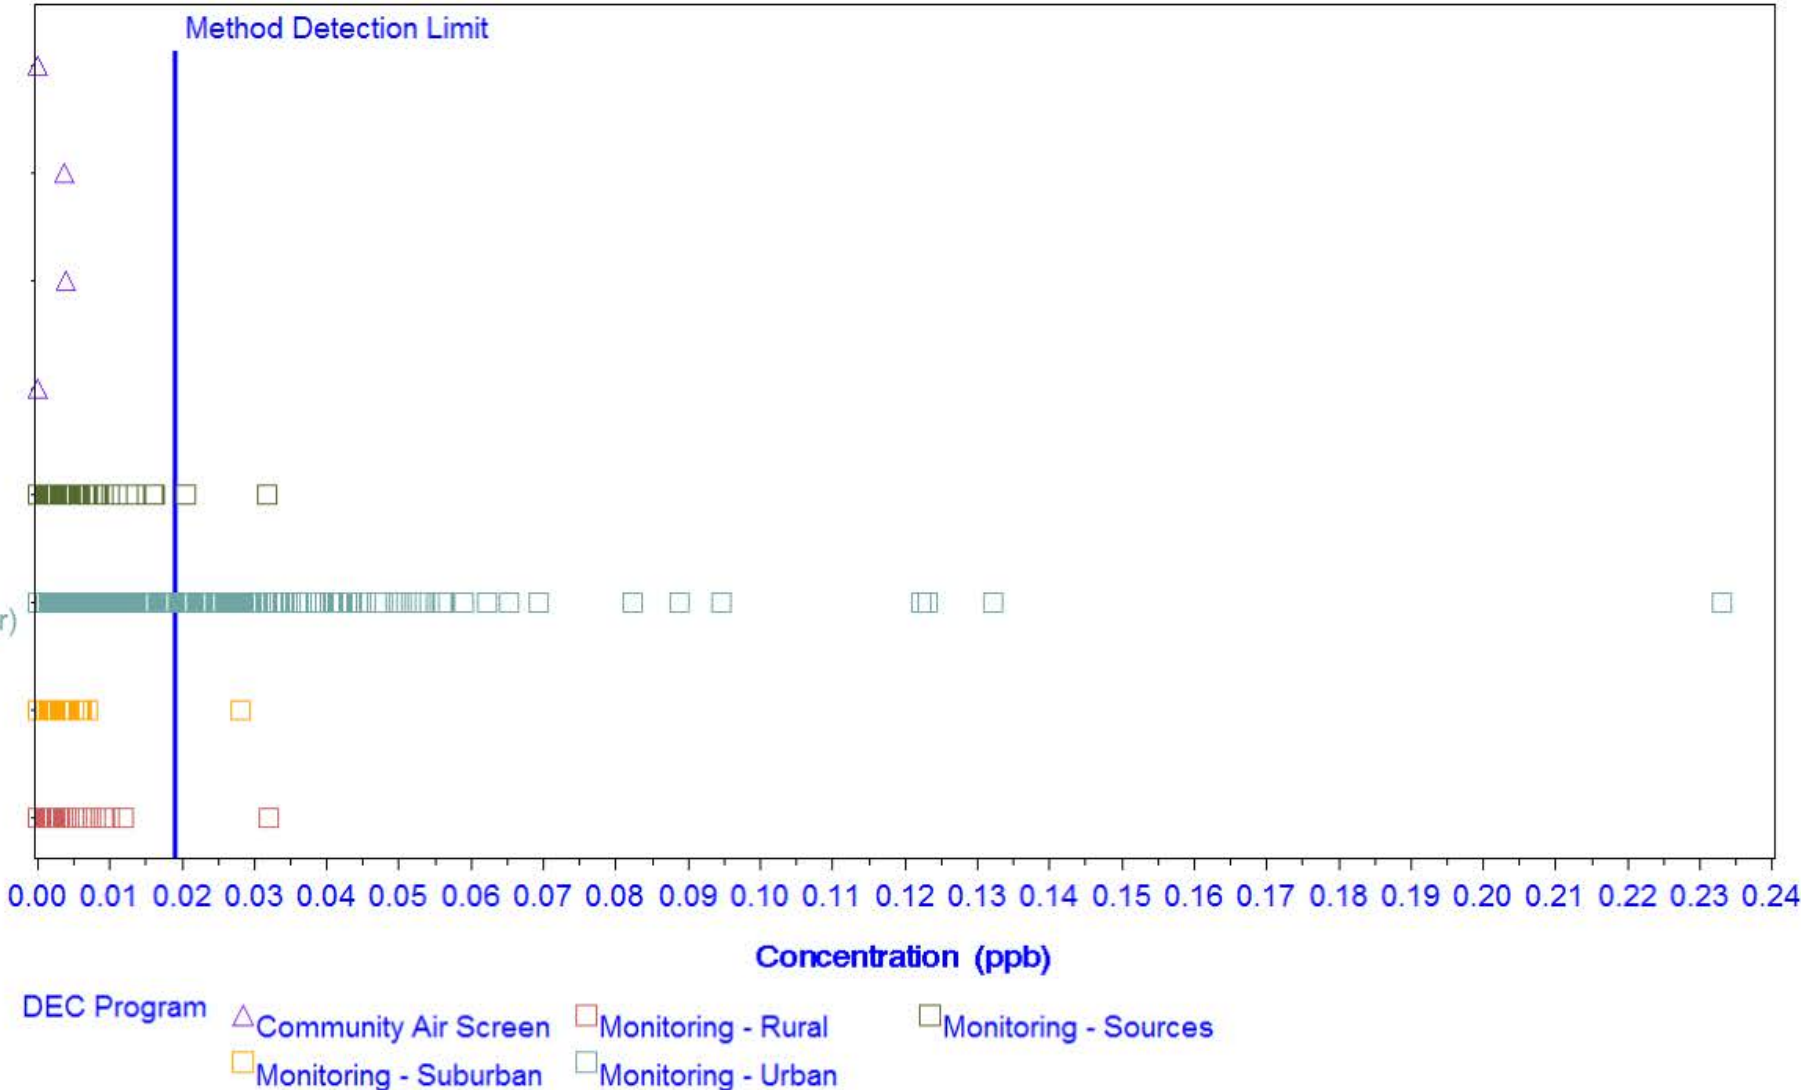 Method Detection Limit
r)
0.00 0.01 0.02 0.03 0.04 0.05 0.06 0.07 0.08 0.09 0.10 0.11 0.12 0.13 0.14 0.15 0.16 0.17 0.18 0.19 0.20 0.21 0.22 0.23 0.24
Concentration (ppb)
DEC Program
Community Air Screen Monitoring - Rural Monitoring - Sources
Monitoring - Suburban Monitoring - Urban